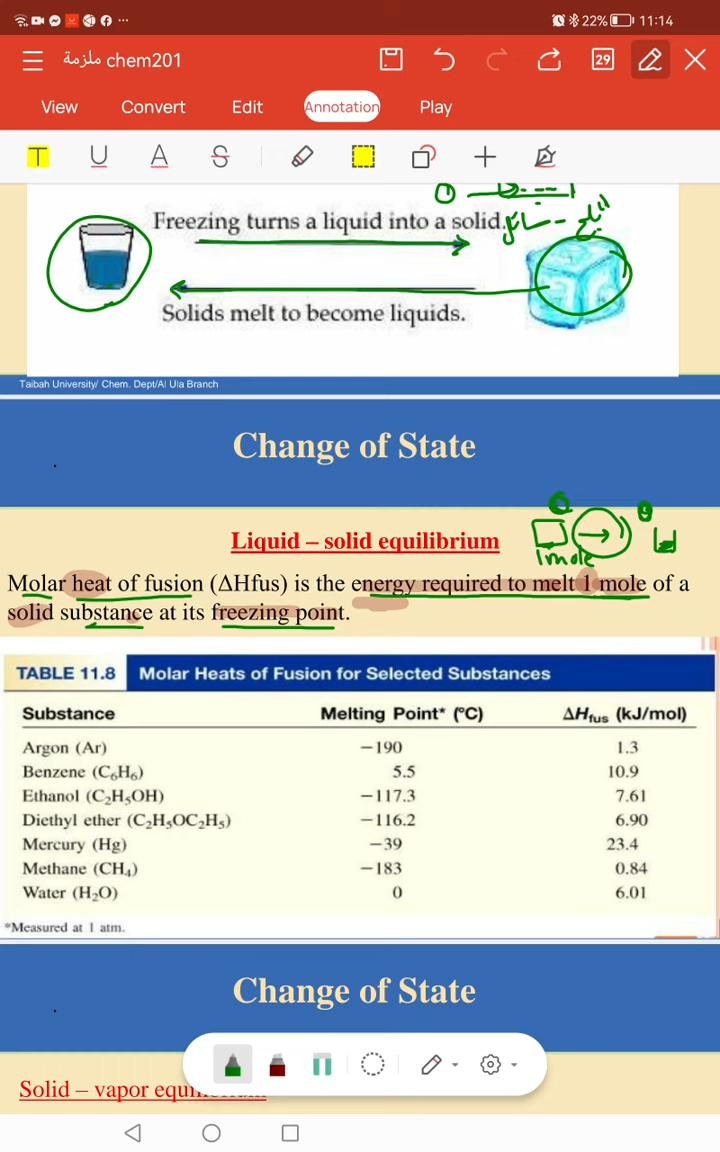 22% 11:14
ملزمة chem201
29
View Convert Edit Annotation Play
T U A S
Freezing turns a liquid into a solid.
Solids melt to become liquids.
Taibah University/ Chem. Dept/Al Ula Branch
Change of State
Liquid – solid equilibrium
1mole
Molar heat of fusion (ΔHfus) is the energy required to melt 1 mole of a
solid substance at its freezing point.
TABLE 11.8 Molar Heats of Fusion for Selected Substances
Substance Melting Point* (°C) ΔHfus (kJ/mol)
Argon (Ar) −190 1.3
Benzene (C₆H₆) 5.5 10.9
Ethanol (C₂H₅OH) −117.3 7.61
Diethyl ether (C₂H₅OC₂H₅) −116.2 6.90
Mercury (Hg) −39 23.4
Methane (CH₄) −183 0.84
Water (H₂O) 0 6.01
*Measured at 1 atm.
Change of State
Solid – vapor